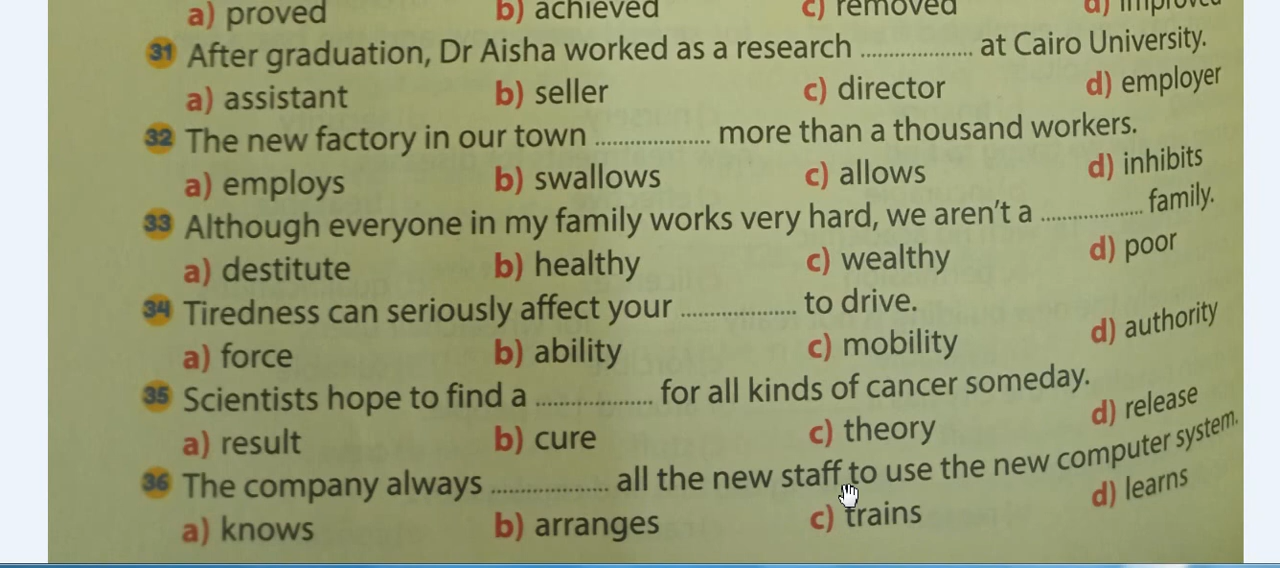 a) proved b) achieved c) removed d) improved
31 After graduation, Dr Aisha worked as a research .................... at Cairo University.
a) assistant b) seller c) director d) employer
32 The new factory in our town .................... more than a thousand workers.
a) employs b) swallows c) allows d) inhibits
33 Although everyone in my family works very hard, we aren't a .................... family.
a) destitute b) healthy c) wealthy d) poor
34 Tiredness can seriously affect your .................... to drive.
a) force b) ability c) mobility d) authority
35 Scientists hope to find a .................... for all kinds of cancer someday.
a) result b) cure c) theory d) release
36 The company always .................... all the new staff to use the new computer system.
a) knows b) arranges c) trains d) learns